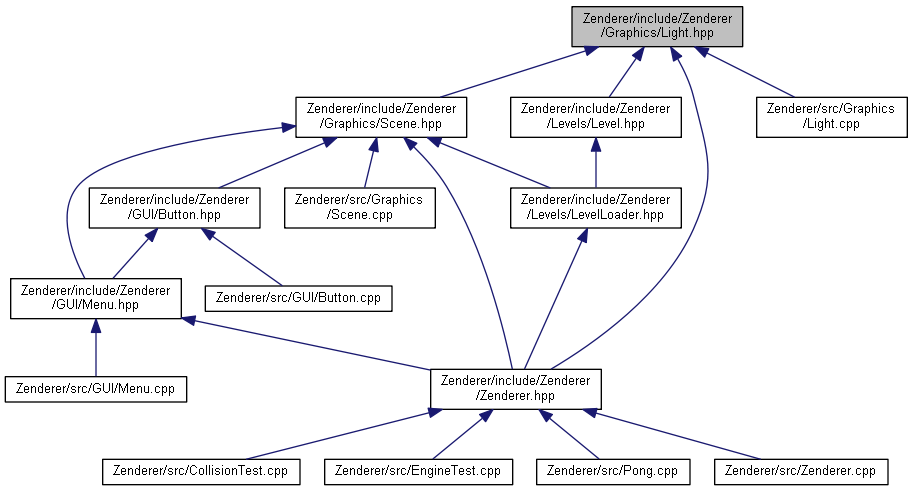 Zenderer/include/Zenderer
/Graphics/Light.hpp
Zenderer/include/Zenderer
/Graphics/Scene.hpp
Zenderer/include/Zenderer
/Levels/Level.hpp
Zenderer/src/Graphics
/Light.cpp
Zenderer/include/Zenderer
/GUI/Button.hpp
Zenderer/src/Graphics
/Scene.cpp
Zenderer/include/Zenderer
/Levels/LevelLoader.hpp
Zenderer/include/Zenderer
/GUI/Menu.hpp
Zenderer/src/GUI/Button.cpp
Zenderer/src/GUI/Menu.cpp
Zenderer/include/Zenderer
/Zenderer.hpp
Zenderer/src/CollisionTest.cpp
Zenderer/src/EngineTest.cpp
Zenderer/src/Pong.cpp
Zenderer/src/Zenderer.cpp